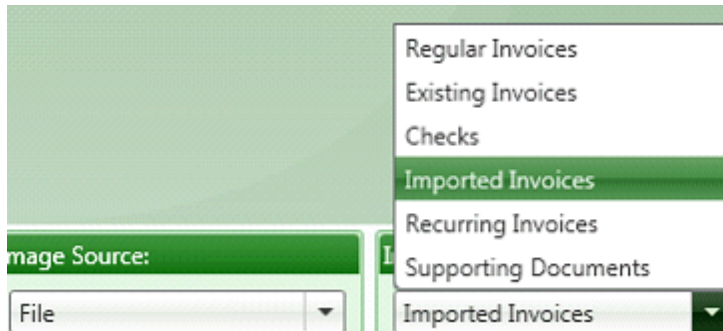 Regular Invoices
Existing Invoices
Checks
Imported Invoices
Recurring Invoices
Supporting Documents
mage Source:
File
Imported Invoices